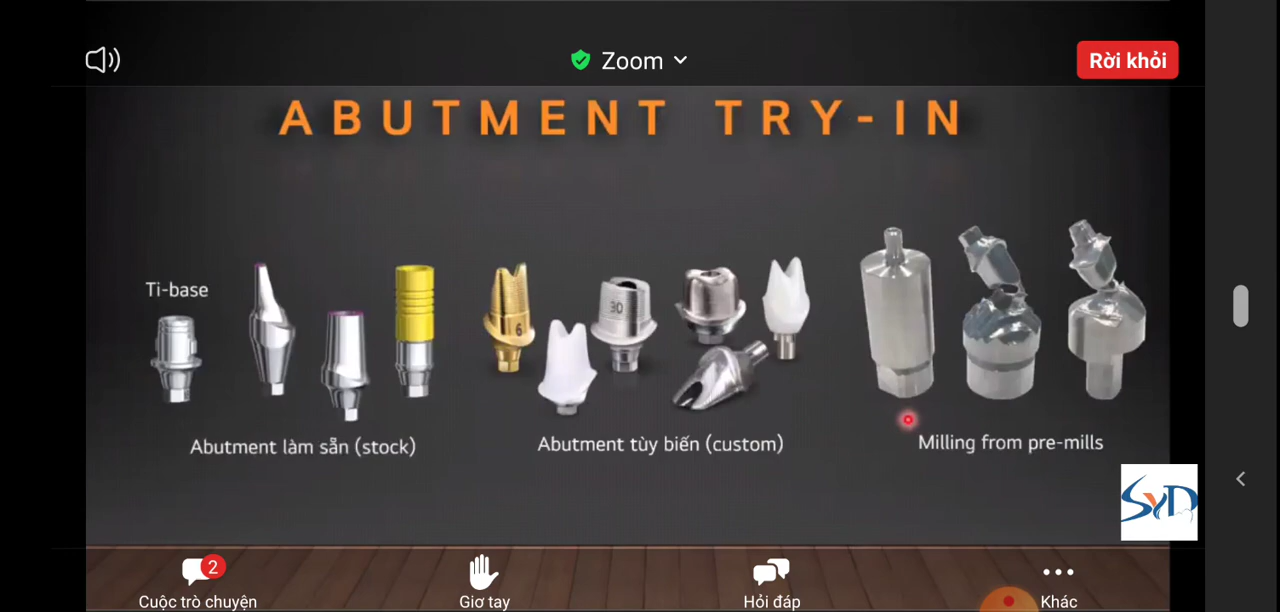 Zoom
Rời khỏi
ABUTMENT TRY-IN
Ti-base
6
30
Abutment làm sẵn (stock)
Abutment tùy biến (custom)
Milling from pre-mills
SYD
2
Cuộc trò chuyện
Giơ tay
Hỏi đáp
Khác